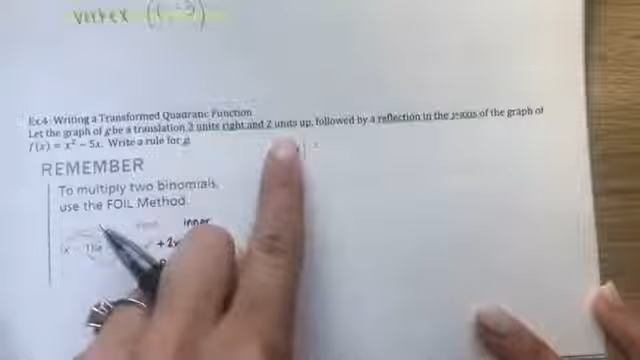 vertex (1, -3)
Ex 4: Writing a Transformed Quadratic Function
Let the graph of g be a translation 2 units right and 2 units up, followed by a reflection in the y-axis of the graph of
f(x) = x² − 5x. Write a rule for g.
REMEMBER
To multiply two binomials,
use the FOIL Method.
inner
+2x